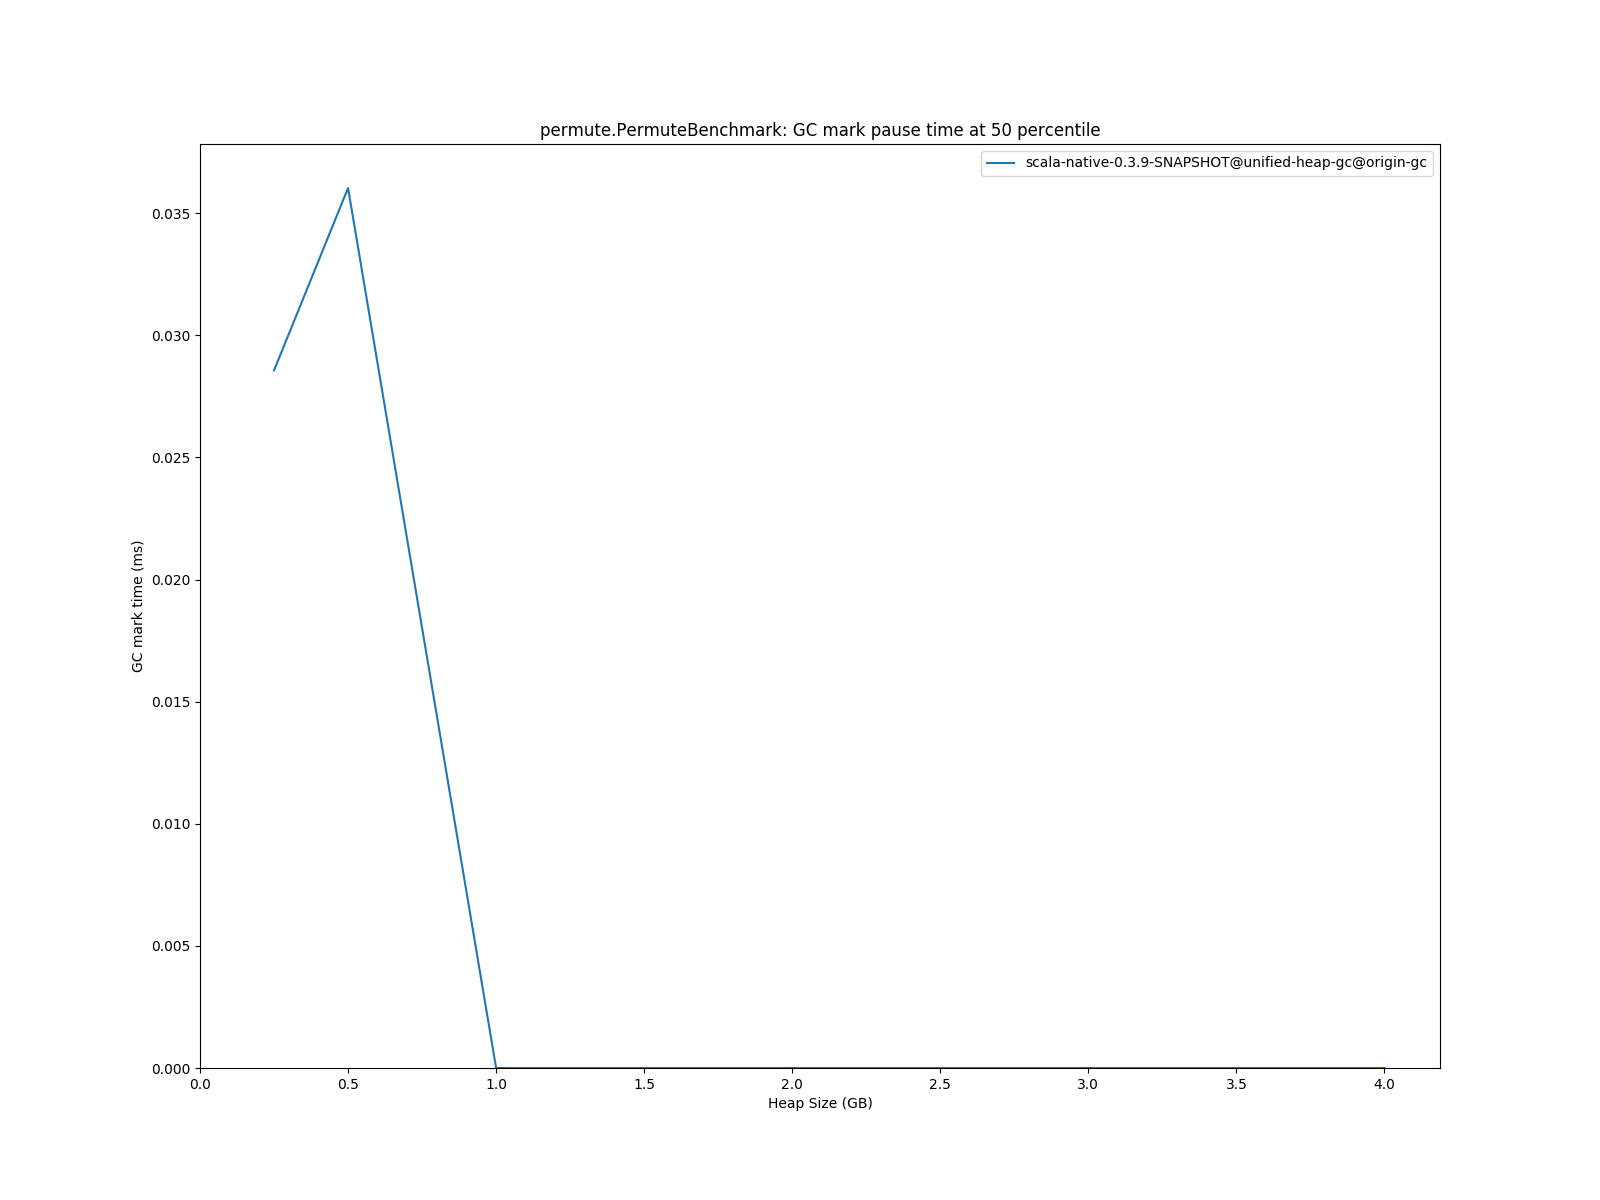 permute.PermuteBenchmark: GC mark pause time at 50 percentile
scala-native-0.3.9-SNAPSHOT@unified-heap-gc@origin-gc
GC mark time (ms)
0.035
0.030
0.025
0.020
0.015
0.010
0.005
0.000
0.0 0.5 1.0 1.5 2.0 2.5 3.0 3.5 4.0
Heap Size (GB)